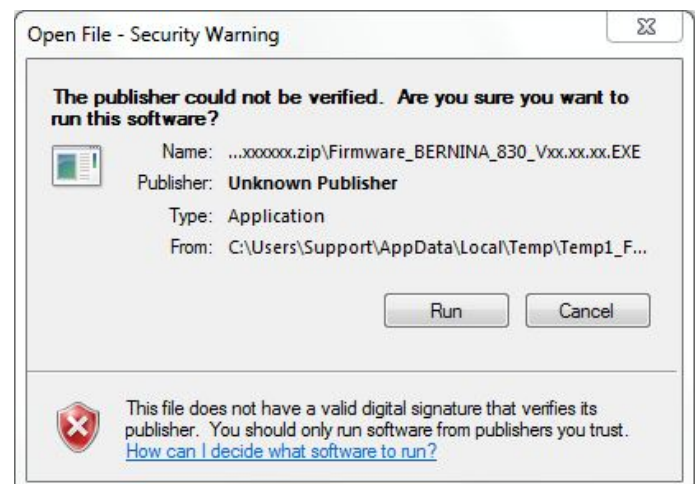 Open File - Security Warning
The publisher could not be verified. Are you sure you want to
run this software?
Name: ...xxxxxx.zip\Firmware_BERNINA_830_Vxx.xx.xx.EXE
Publisher: Unknown Publisher
Type: Application
From: C:\Users\Support\AppData\Local\Temp\Temp1_F...
Run Cancel
This file does not have a valid digital signature that verifies its
publisher. You should only run software from publishers you trust.
How can I decide what software to run?